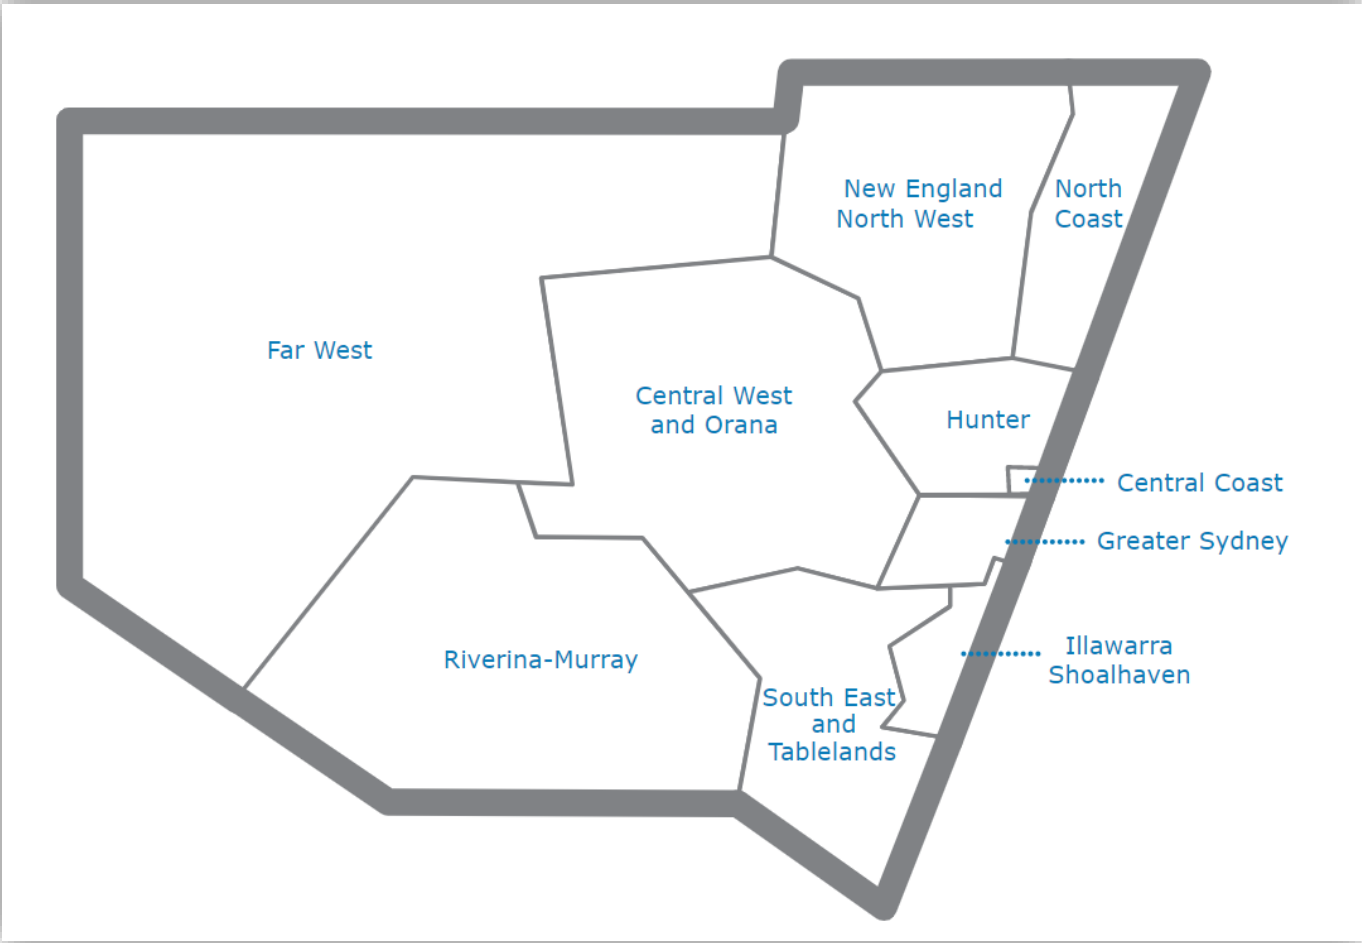 New England
North West
North
Coast
Far West
Central West
and Orana
Hunter
Central Coast
Greater Sydney
Illawarra
Shoalhaven
Riverina-Murray
South East
and
Tablelands